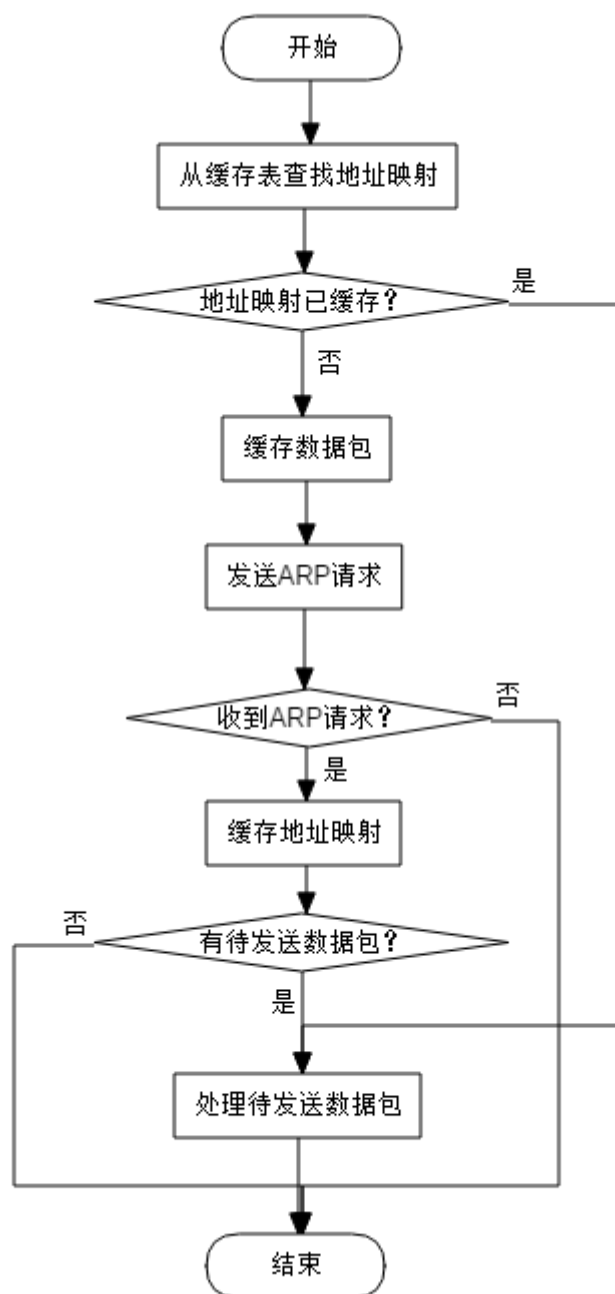 开始
从缓存表查找地址映射
地址映射已缓存？
是
否
缓存数据包
发送ARP请求
收到ARP请求？
否
是
缓存地址映射
否
有待发送数据包？
是
处理待发送数据包
结束